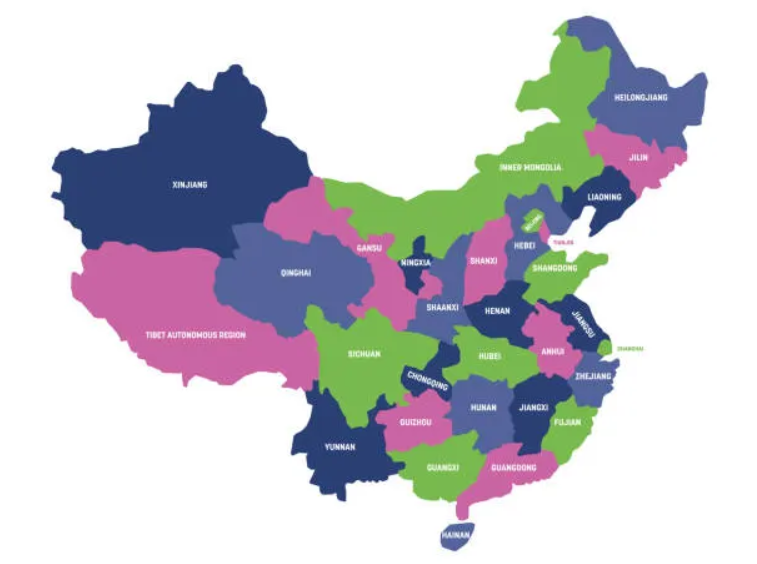 HEILONGJIANG
JILIN
INNER MONGOLIA
XINJIANG
LIAONING
BEIJING
TIANJIN
HEBEI
GANSU
NINGXIA
SHANXI
SHANGDONG
QINGHAI
SHAANXI
HENAN
JIANGSU
TIBET AUTONOMOUS REGION
SICHUAN
HUBEI
ANHUI
SHANGHAI
CHONGQING
ZHEJIANG
HUNAN
JIANGXI
GUIZHOU
FUJIAN
YUNNAN
GUANGXI
GUANGDONG
HAINAN